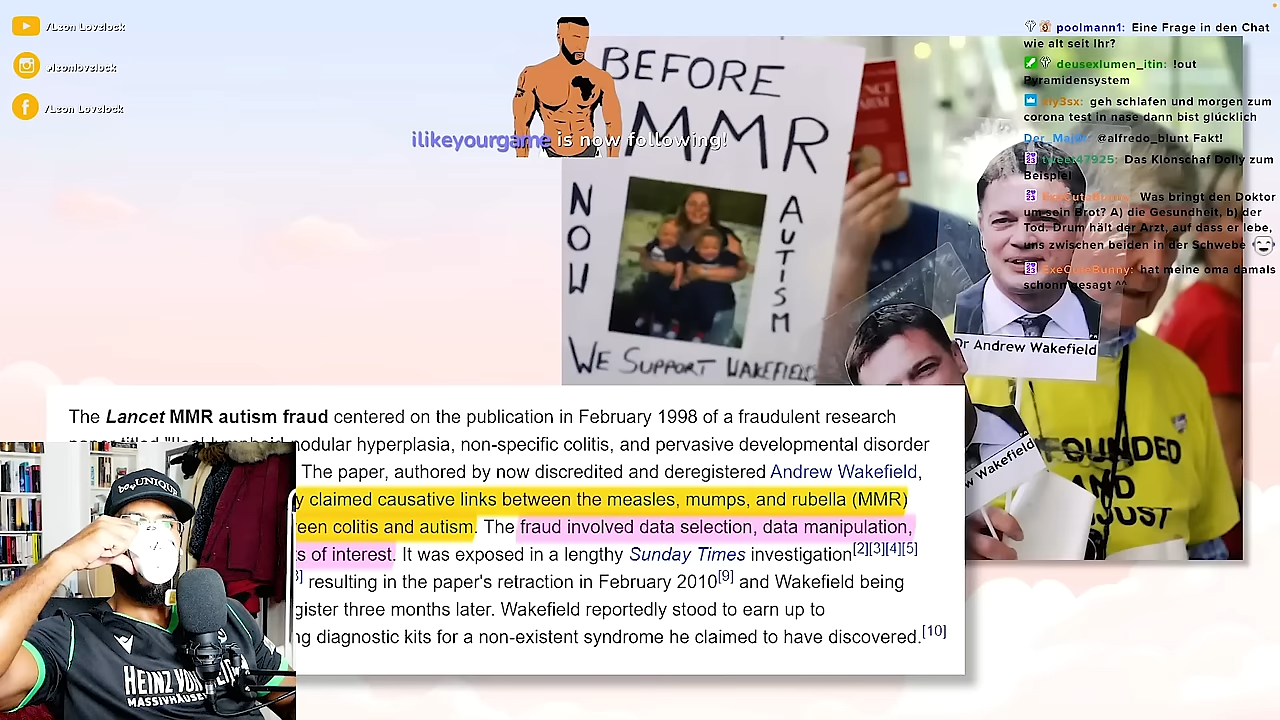 /Leon Lovelock
/leonlovelock
/Leon Lovelock
ilikeyourgame is now following!
BEFORE
MMR
NOW
AUTISM
WE SUPPORT WAKEFIELD
Dr Andrew Wakefield
Wakefield
FOUNDED
AND
poolmann1: Eine Frage in den Chat
wie alt seit Ihr?
deusexlumen_itin: !out
Pyramidensystem
geh schlafen und morgen zum
corona test in nase dann bist glücklich
@alfredo_blunt Fakt!
Das Klonschaf Dolly zum
Beispiel
ExeCuteBunny: Was bringt den Doktor
um sein Brot? A) die Gesundheit, b) der
Tod. Drum hält der Arzt, auf dass er lebe,
uns zwischen beiden in der Schwebe
ExeCuteBunny: hat meine oma damals
schonn gesagt ^^
The Lancet MMR autism fraud centered on the publication in February 1998 of a fraudulent research
nodular hyperplasia, non-specific colitis, and pervasive developmental disorder
The paper, authored by now discredited and deregistered Andrew Wakefield,
y claimed causative links between the measles, mumps, and rubella (MMR)
een colitis and autism. The fraud involved data selection, data manipulation,
s of interest. It was exposed in a lengthy Sunday Times investigation[2][3][4][5]
resulting in the paper's retraction in February 2010[9] and Wakefield being
gister three months later. Wakefield reportedly stood to earn up to
ng diagnostic kits for a non-existent syndrome he claimed to have discovered.[10]
be UNIQUE
HEINZ VON
MASSIVHAUSER